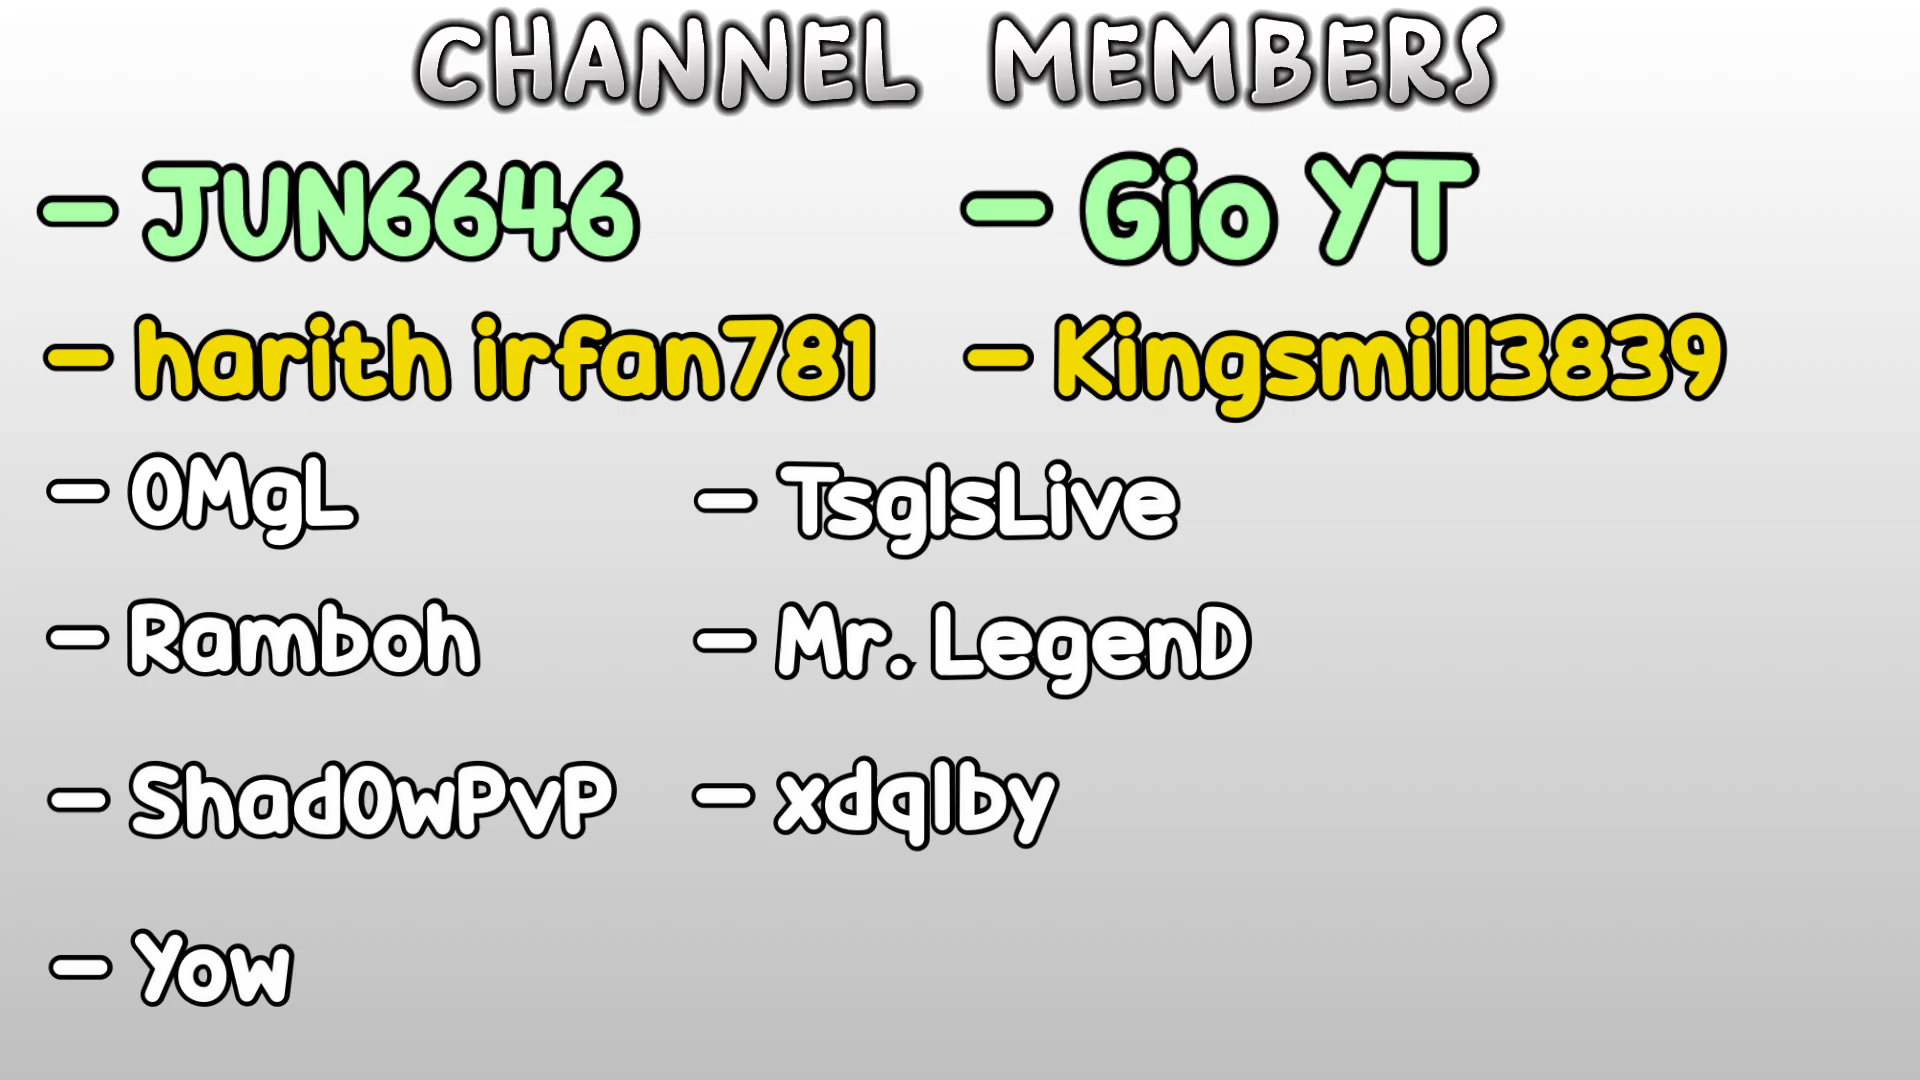 CHANNEL MEMBERS
- JUN6646 - Gio YT
- harith irfan781 - Kingsmill3839
- 0MgL - TsgIsLive
- Ramboh - Mr. LegenD
- Shad0wPvP - xdqlby
- Yow